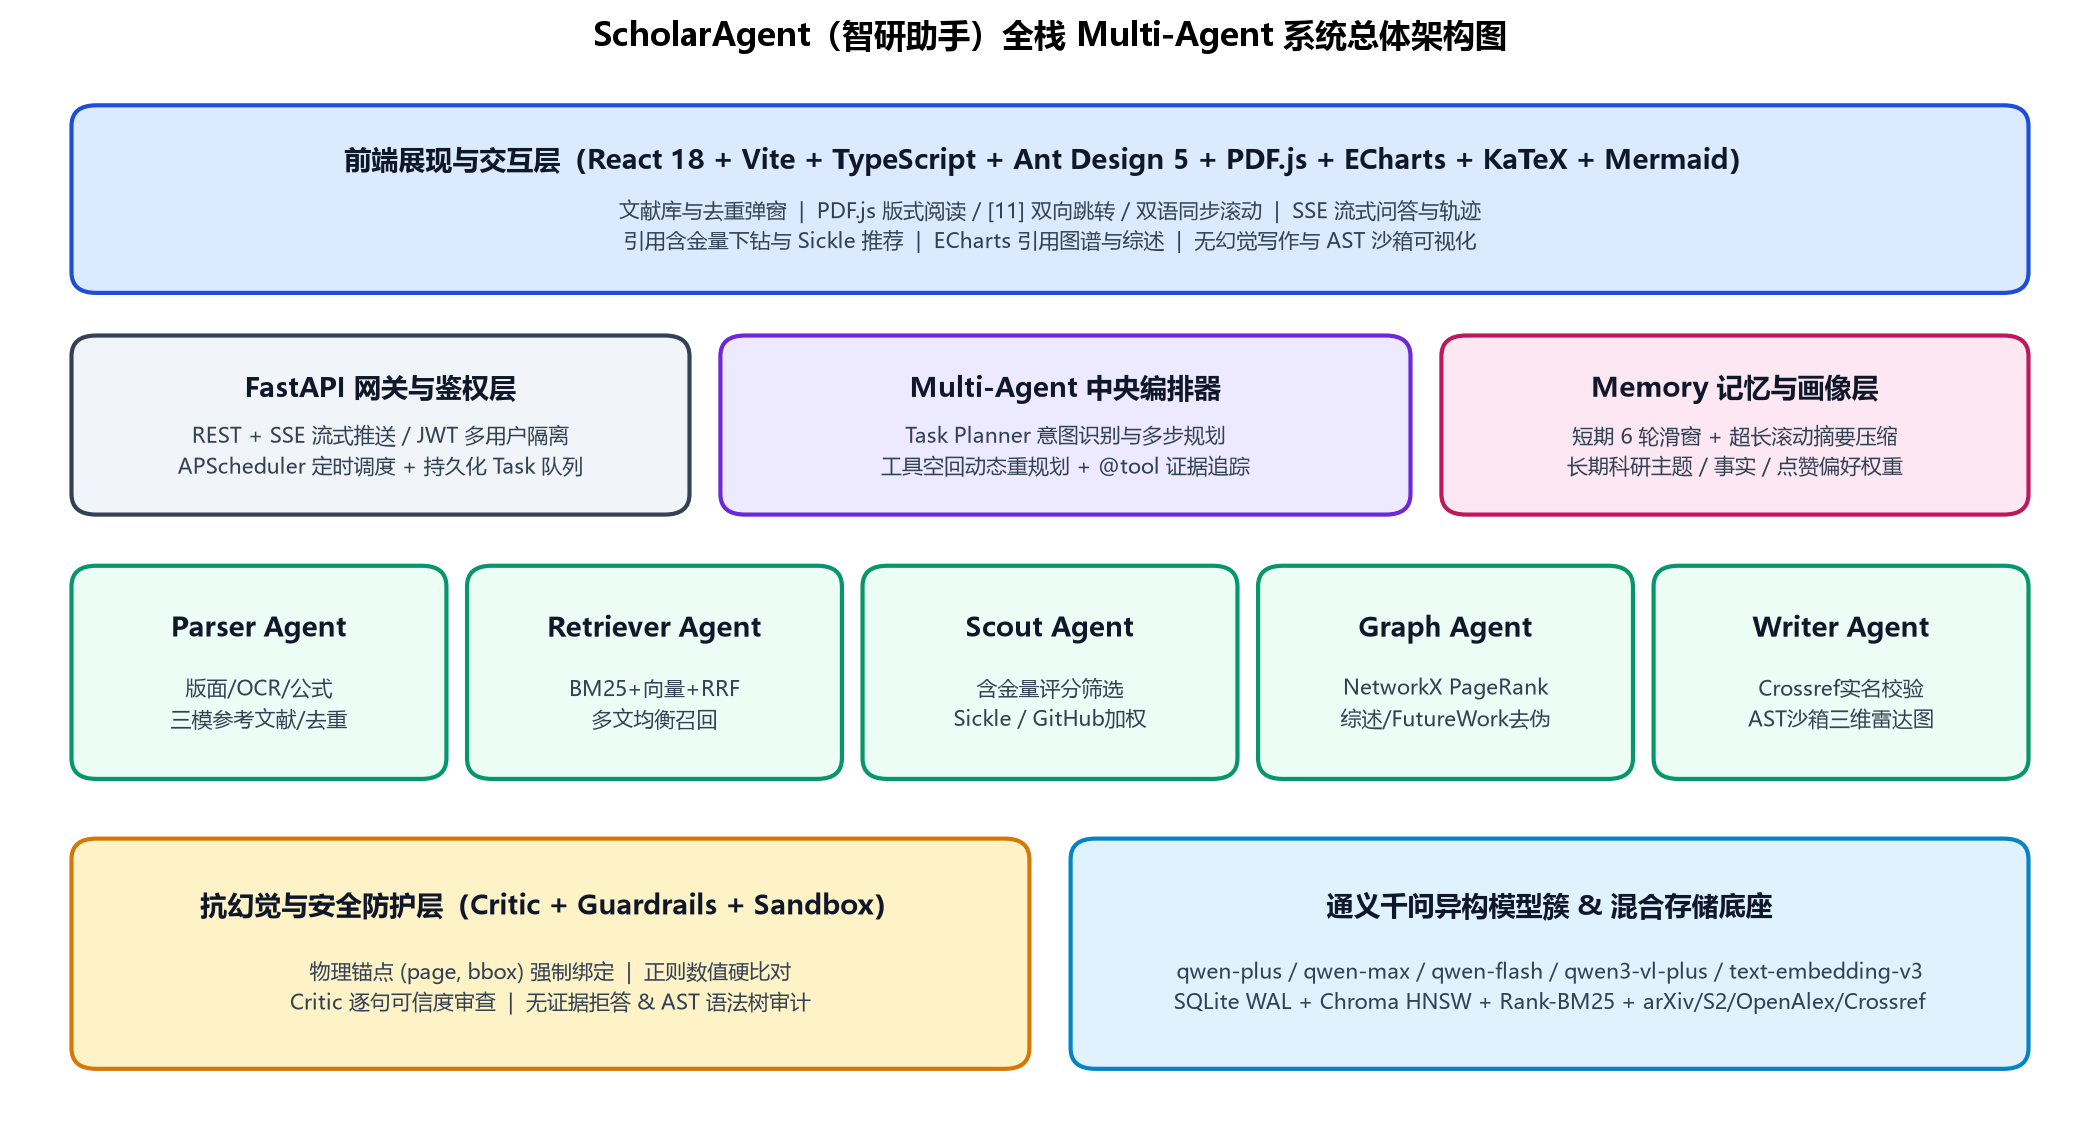 ScholarAgent（智研助手）全栈 Multi-Agent 系统总体架构图
前端展现与交互层（React 18 + Vite + TypeScript + Ant Design 5 + PDF.js + ECharts + KaTeX + Mermaid)
文献库与去重弹窗 | PDF.js 版式阅读 / [11] 双向跳转 / 双语同步滚动 | SSE 流式问答与轨迹
引用含金量下钻与 Sickle 推荐 | ECharts 引用图谱与综述 | 无幻觉写作与 AST 沙箱可视化
FastAPI 网关与鉴权层
REST + SSE 流式推送 / JWT 多用户隔离
APScheduler 定时调度 + 持久化 Task 队列
Multi-Agent 中央编排器
Task Planner 意图识别与多步规划
工具空回动态重规划 + @tool 证据追踪
Memory 记忆与画像层
短期 6 轮滑窗 + 超长滚动摘要压缩
长期科研主题 / 事实 / 点赞偏好权重
Parser Agent
版面/OCR/公式
三模参考文献/去重
Retriever Agent
BM25+向量+RRF
多文均衡召回
Scout Agent
含金量评分筛选
Sickle / GitHub加权
Graph Agent
NetworkX PageRank
综述/FutureWork去伪
Writer Agent
Crossref实名校验
AST沙箱三维雷达图
抗幻觉与安全防护层（Critic + Guardrails + Sandbox)
物理锚点 (page, bbox) 强制绑定 | 正则数值硬比对
Critic 逐句可信度审查 | 无证据拒答 & AST 语法树审计
通义千问异构模型簇 & 混合存储底座
qwen-plus / qwen-max / qwen-flash / qwen3-vl-plus / text-embedding-v3
SQLite WAL + Chroma HNSW + Rank-BM25 + arXiv/S2/OpenAlex/Crossref